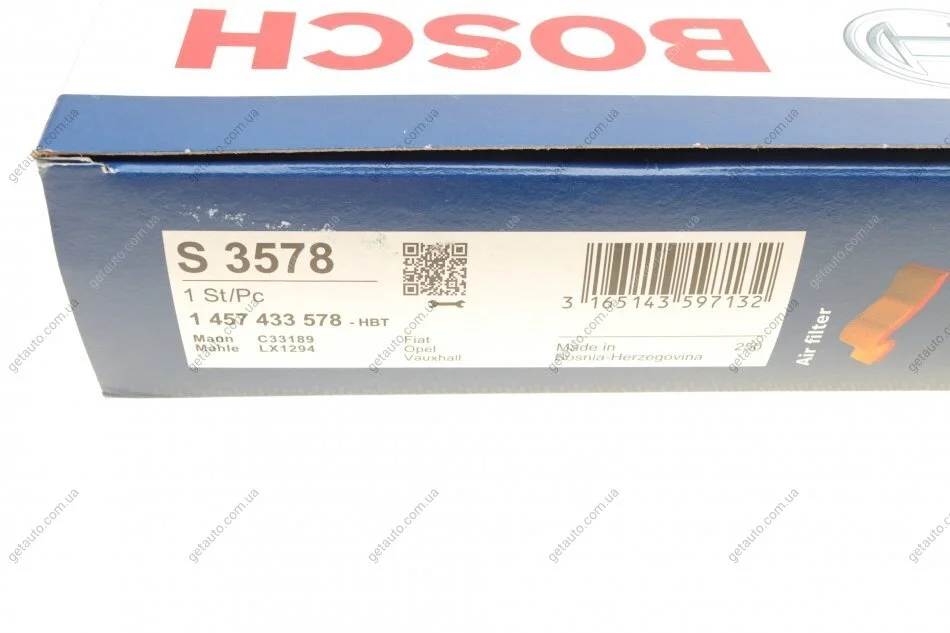 BOSCH
S 3578
1 St/Pc
1 457 433 578 - HBT
Mann C33189
Mahle LX1294
Fiat
Opel
Vauxhall
3 165143 597132
Made in
Bosnia-Herzegovina
Air filter
getauto.com.ua